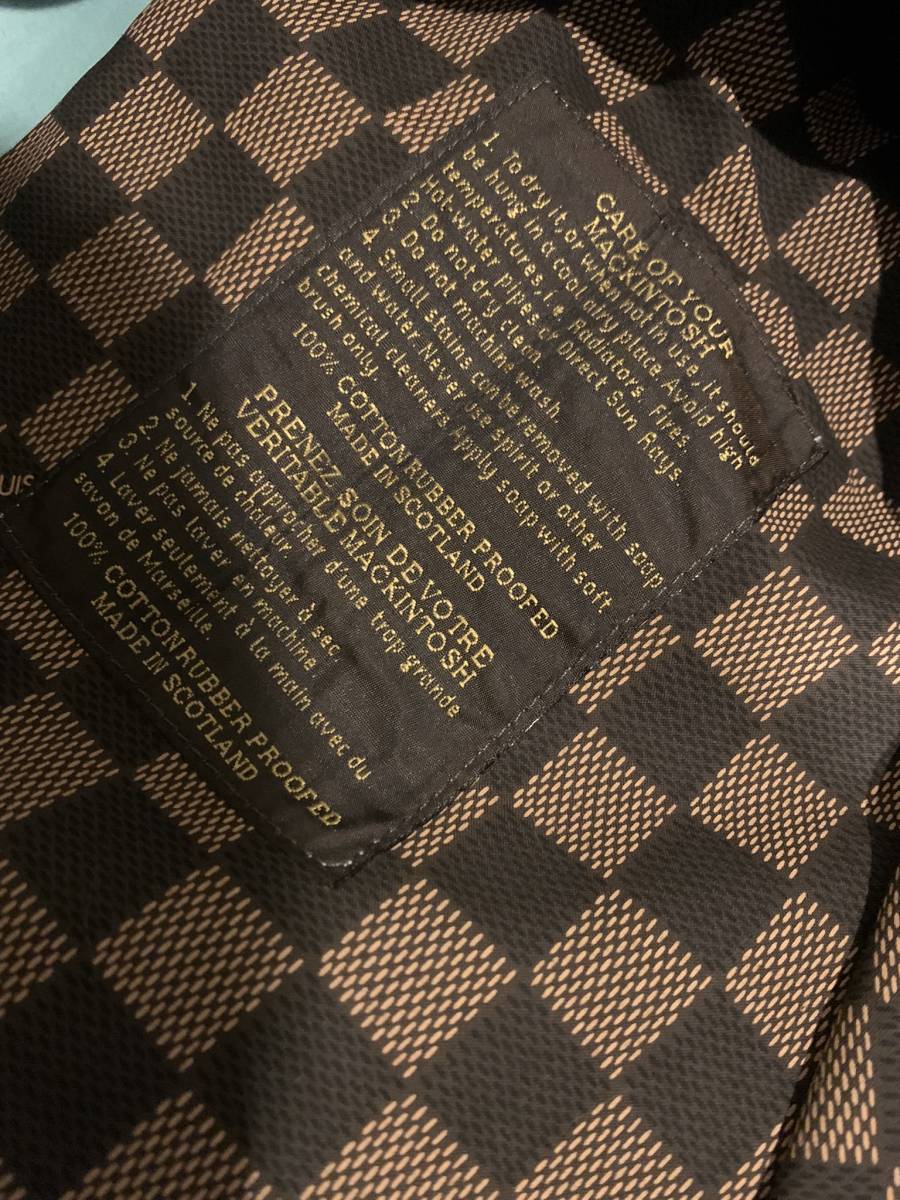 CARE OF YOUR
MACKINTOSH
1. To dry it, or when not in use, it should
be hung in a cool airy place. Avoid high
temperatures, i.e. Radiators, Fires,
Hot water pipes or Direct Sun Rays
2. Do not dry clean.
3. Do not machine wash.
4. Small stains can be removed with soap
and water Never use spirit or other
chemical cleaners Apply soap with soft
brush only.
100% COTTON RUBBER PROOFED
MADE IN SCOTLAND
PRENEZ SOIN DE VOTRE
VERITABLE MACKINTOSH
1 Ne pas approcher d'une trop grande
source de chaleur.
2 Ne jamais nettoyer à sec
3. Ne pas laver en machine.
4. Laver seulement à la main avec du
savon de Marseille.
100% COTTON RUBBER PROOFED
MADE IN SCOTLAND
UIS